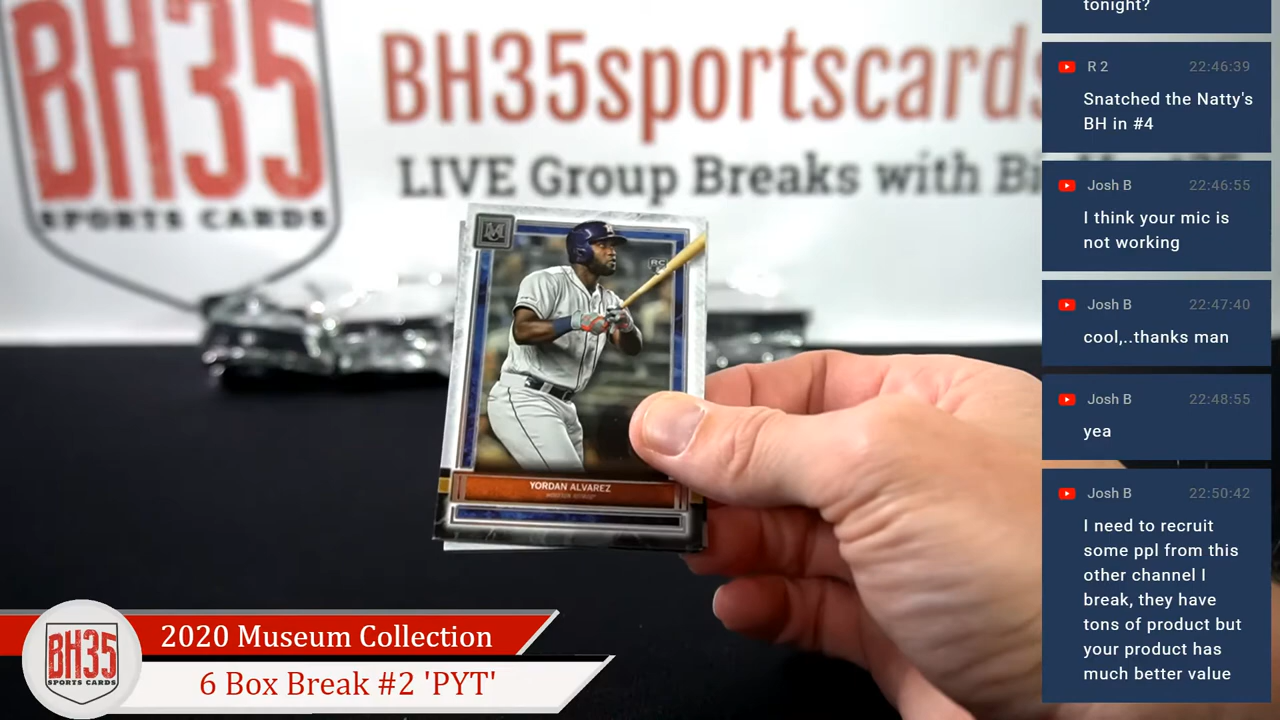 BH35
SPORTS CARDS
BH35sportscards
LIVE Group Breaks with
M
RC
YORDAN ALVAREZ
HOUSTON ASTROS
BH35
SPORTS CARDS
2020 Museum Collection
6 Box Break #2 'PYT'
tonight?
R 2 22:46:39
Snatched the Natty's
BH in #4
Josh B 22:46:55
I think your mic is
not working
Josh B 22:47:40
cool,..thanks man
Josh B 22:48:55
yea
Josh B 22:50:42
I need to recruit
some ppl from this
other channel I
break, they have
tons of product but
your product has
much better value